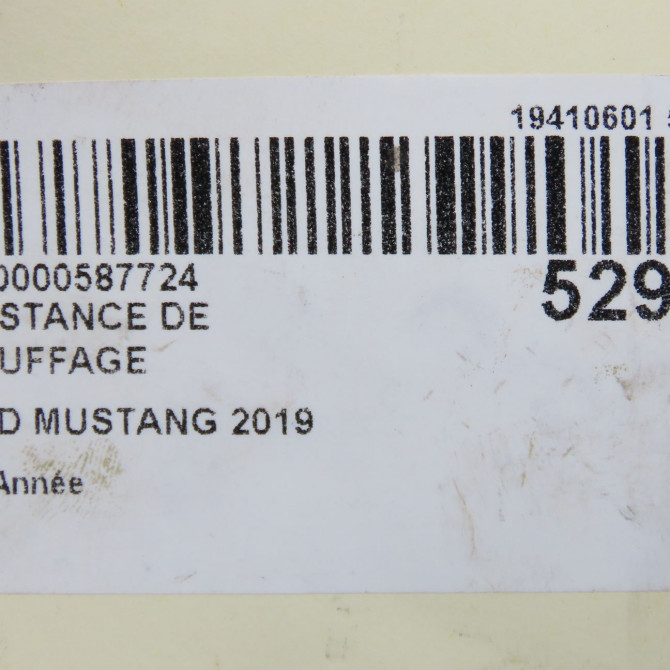 19410601
0000587724
529
STANCE DE
UFFAGE
D MUSTANG 2019
Année